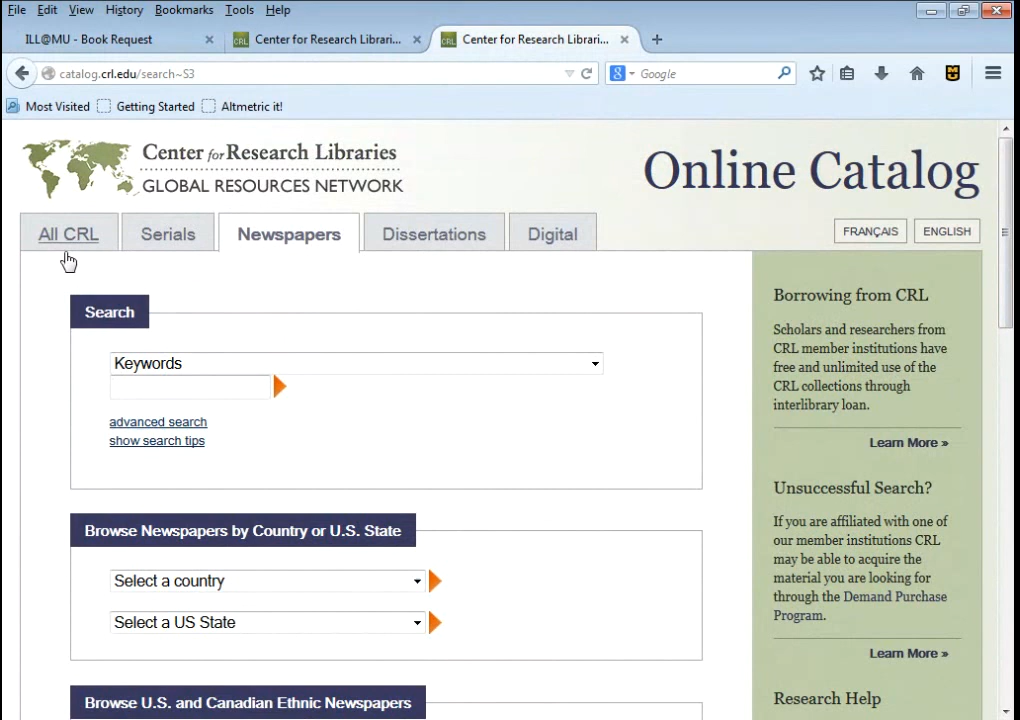 File Edit View History Bookmarks Tools Help
ILL@MU - Book Request
CRL Center for Research Librari...
CRL Center for Research Librari...
catalog.crl.edu/search~S3
8 Google
Most Visited Getting Started Altmetric it!
Center for Research Libraries
GLOBAL RESOURCES NETWORK
Online Catalog
All CRL Serials Newspapers Dissertations Digital
FRANÇAIS ENGLISH
Search
Keywords
advanced search
show search tips
Browse Newspapers by Country or U.S. State
Select a country
Select a US State
Browse U.S. and Canadian Ethnic Newspapers
Borrowing from CRL
Scholars and researchers from
CRL member institutions have
free and unlimited use of the
CRL collections through
interlibrary loan.
Learn More »
Unsuccessful Search?
If you are affiliated with one of
our member institutions CRL
may be able to acquire the
material you are looking for
through the Demand Purchase
Program.
Learn More »
Research Help